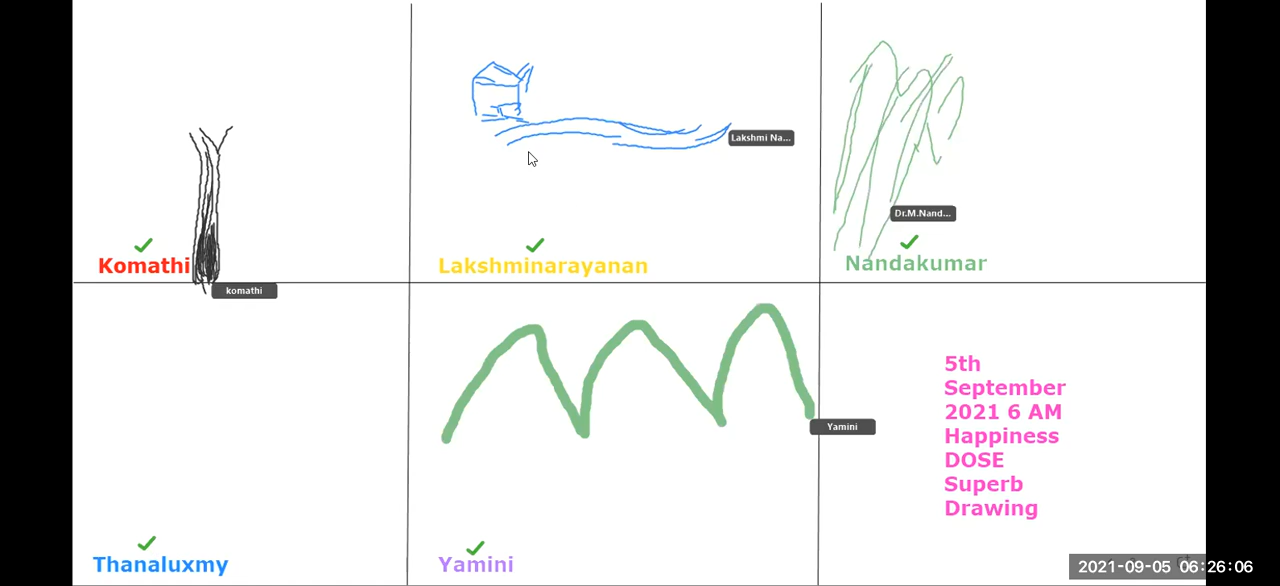 Lakshmi Na...
Dr.M.Nand...
Komathi
Lakshminarayanan
Nandakumar
komathi
5th
September
2021 6 AM
Happiness
DOSE
Superb
Drawing
Yamini
Thanaluxmy
Yamini
2021-09-05 06:26:06